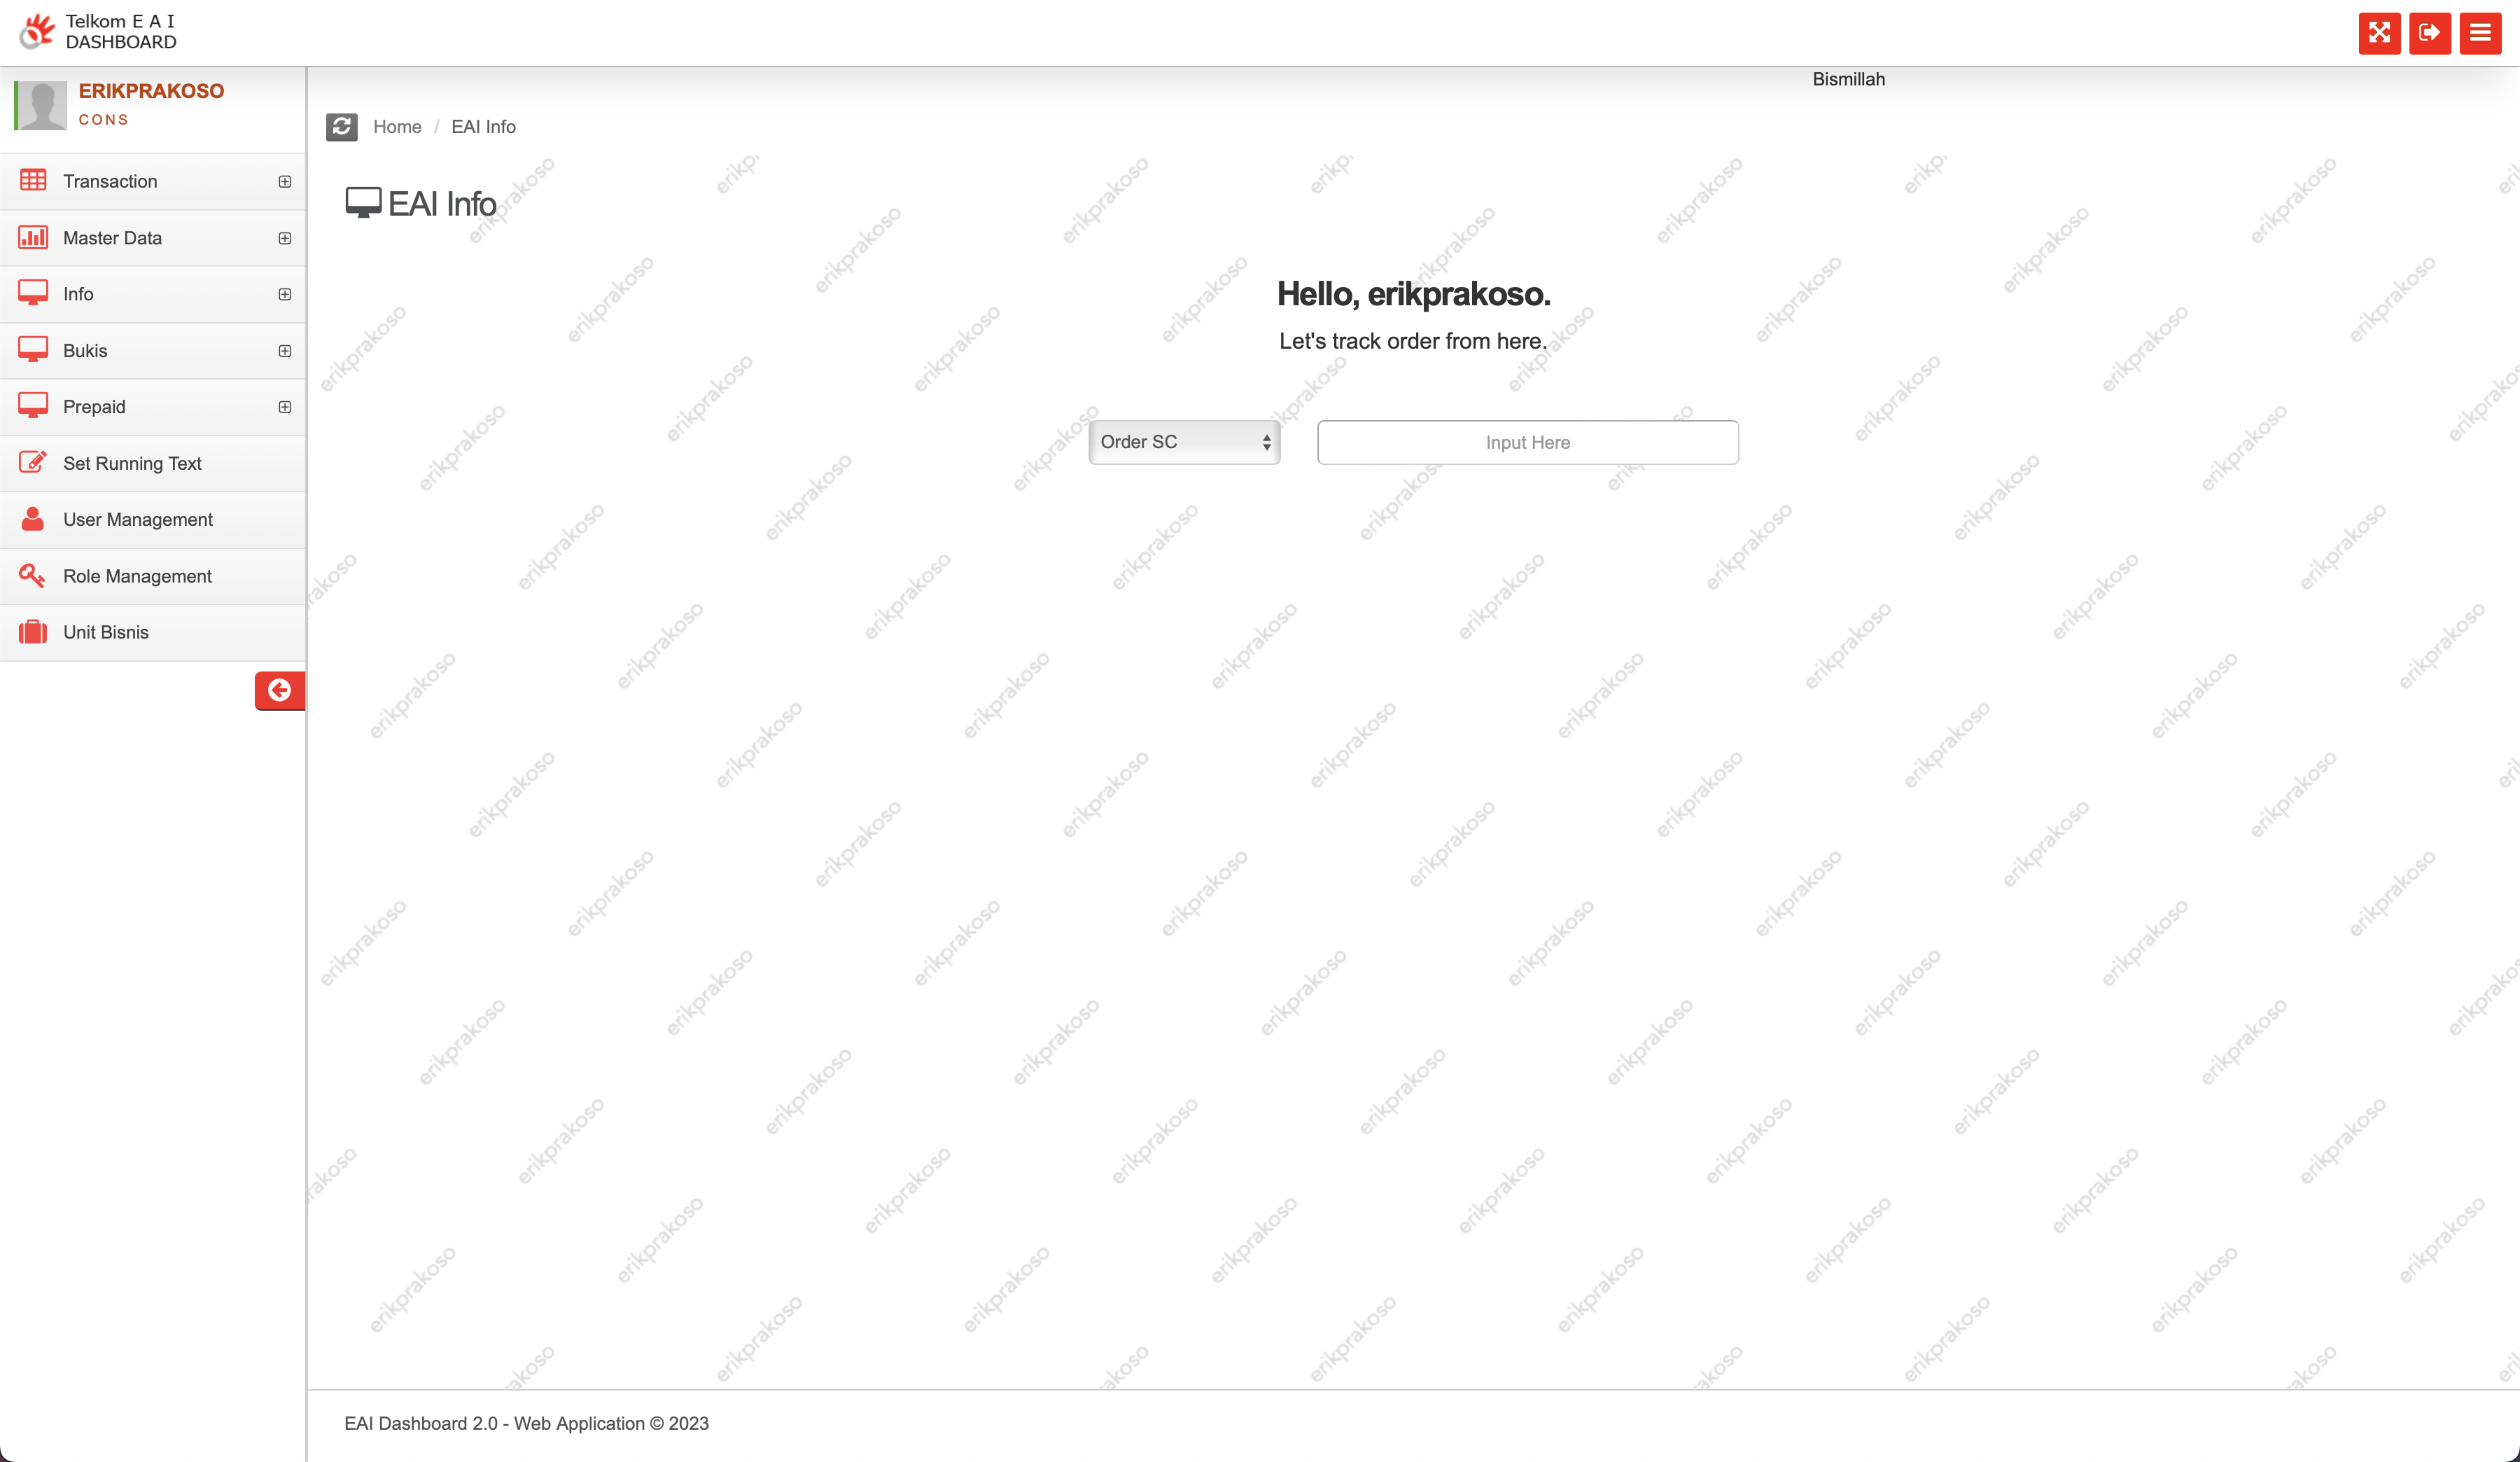 Telkom E A I
DASHBOARD
Bismillah
ERIKPRAKOSO
CONS
Home / EAI Info
Transaction
Master Data
Info
Bukis
Prepaid
Set Running Text
User Management
Role Management
Unit Bisnis
EAI Info
Hello, erikprakoso.
Let's track order from here.
Order SC
Input Here
erikprakoso
EAI Dashboard 2.0 - Web Application © 2023